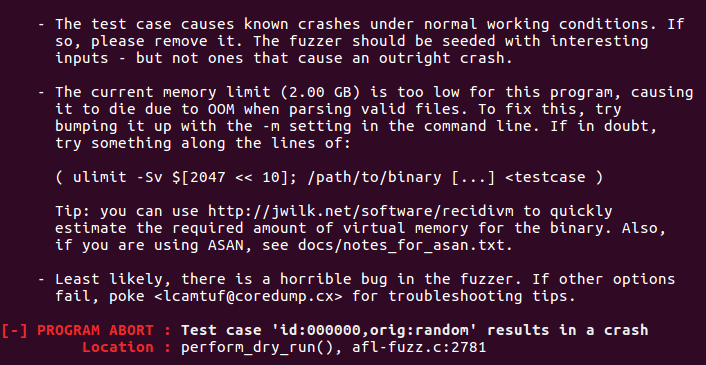 - The test case causes known crashes under normal working conditions. If
so, please remove it. The fuzzer should be seeded with interesting
inputs - but not ones that cause an outright crash.
- The current memory limit (2.00 GB) is too low for this program, causing
it to die due to OOM when parsing valid files. To fix this, try
bumping it up with the -m setting in the command line. If in doubt,
try something along the lines of:
( ulimit -Sv $[2047 << 10]; /path/to/binary [...] <testcase )
Tip: you can use http://jwilk.net/software/recidivm to quickly
estimate the required amount of virtual memory for the binary. Also,
if you are using ASAN, see docs/notes_for_asan.txt.
- Least likely, there is a horrible bug in the fuzzer. If other options
fail, poke <lcamtuf@coredump.cx> for troubleshooting tips.
[-] PROGRAM ABORT : Test case 'id:000000,orig:random' results in a crash
Location : perform_dry_run(), afl-fuzz.c:2781